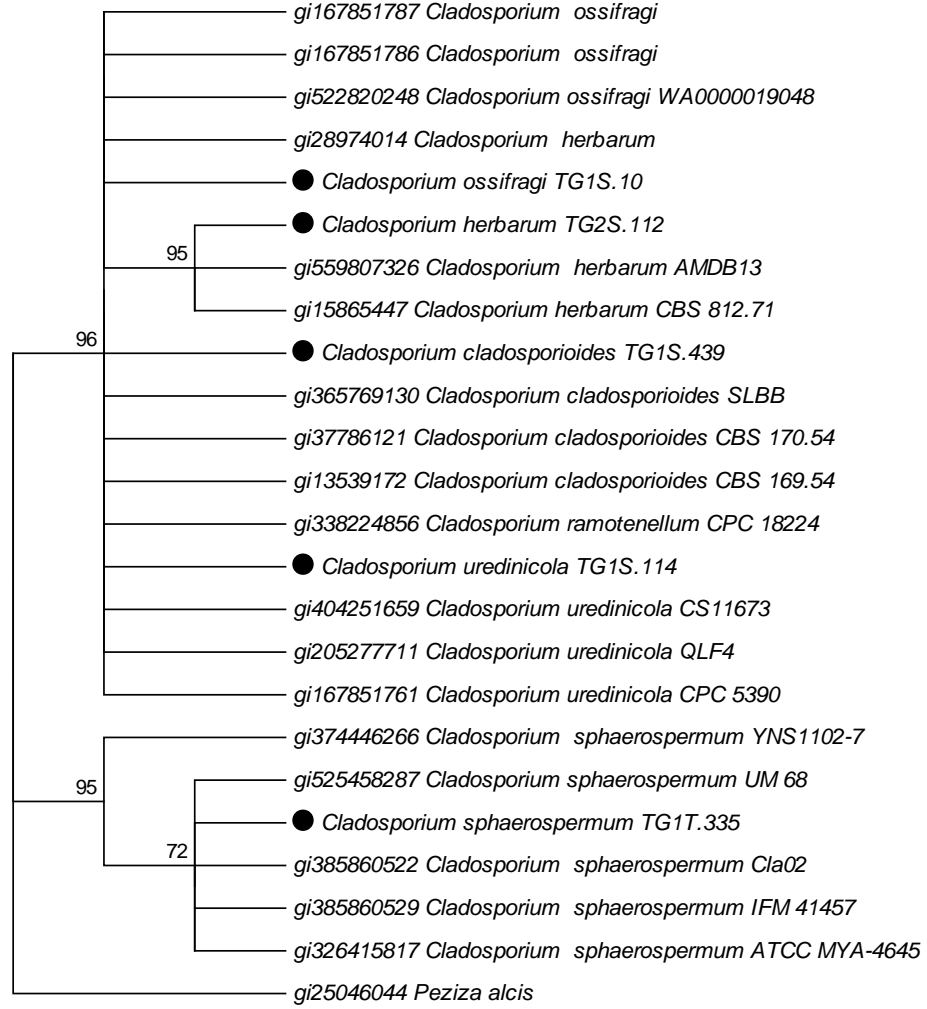 gi167851787 Cladosporium ossifragi
gi167851786 Cladosporium ossifragi
gi522820248 Cladosporium ossifragi WA0000019048
gi28974014 Cladosporium herbarum
Cladosporium ossifragi TG1S.10
Cladosporium herbarum TG2S.112
95
gi559807326 Cladosporium herbarum AMDB13
gi15865447 Cladosporium herbarum CBS 812.71
96
Cladosporium cladosporioides TG1S.439
gi365769130 Cladosporium cladosporioides SLBB
gi37786121 Cladosporium cladosporioides CBS 170.54
gi13539172 Cladosporium cladosporioides CBS 169.54
gi338224856 Cladosporium ramotenellum CPC 18224
Cladosporium uredinicola TG1S.114
gi404251659 Cladosporium uredinicola CS11673
gi205277711 Cladosporium uredinicola QLF4
gi167851761 Cladosporium uredinicola CPC 5390
gi374446266 Cladosporium sphaerospermum YNS1102-7
95
gi525458287 Cladosporium sphaerospermum UM 68
Cladosporium sphaerospermum TG1T.335
72
gi385860522 Cladosporium sphaerospermum Cla02
gi385860529 Cladosporium sphaerospermum IFM 41457
gi326415817 Cladosporium sphaerospermum ATCC MYA-4645
gi25046044 Peziza alcis